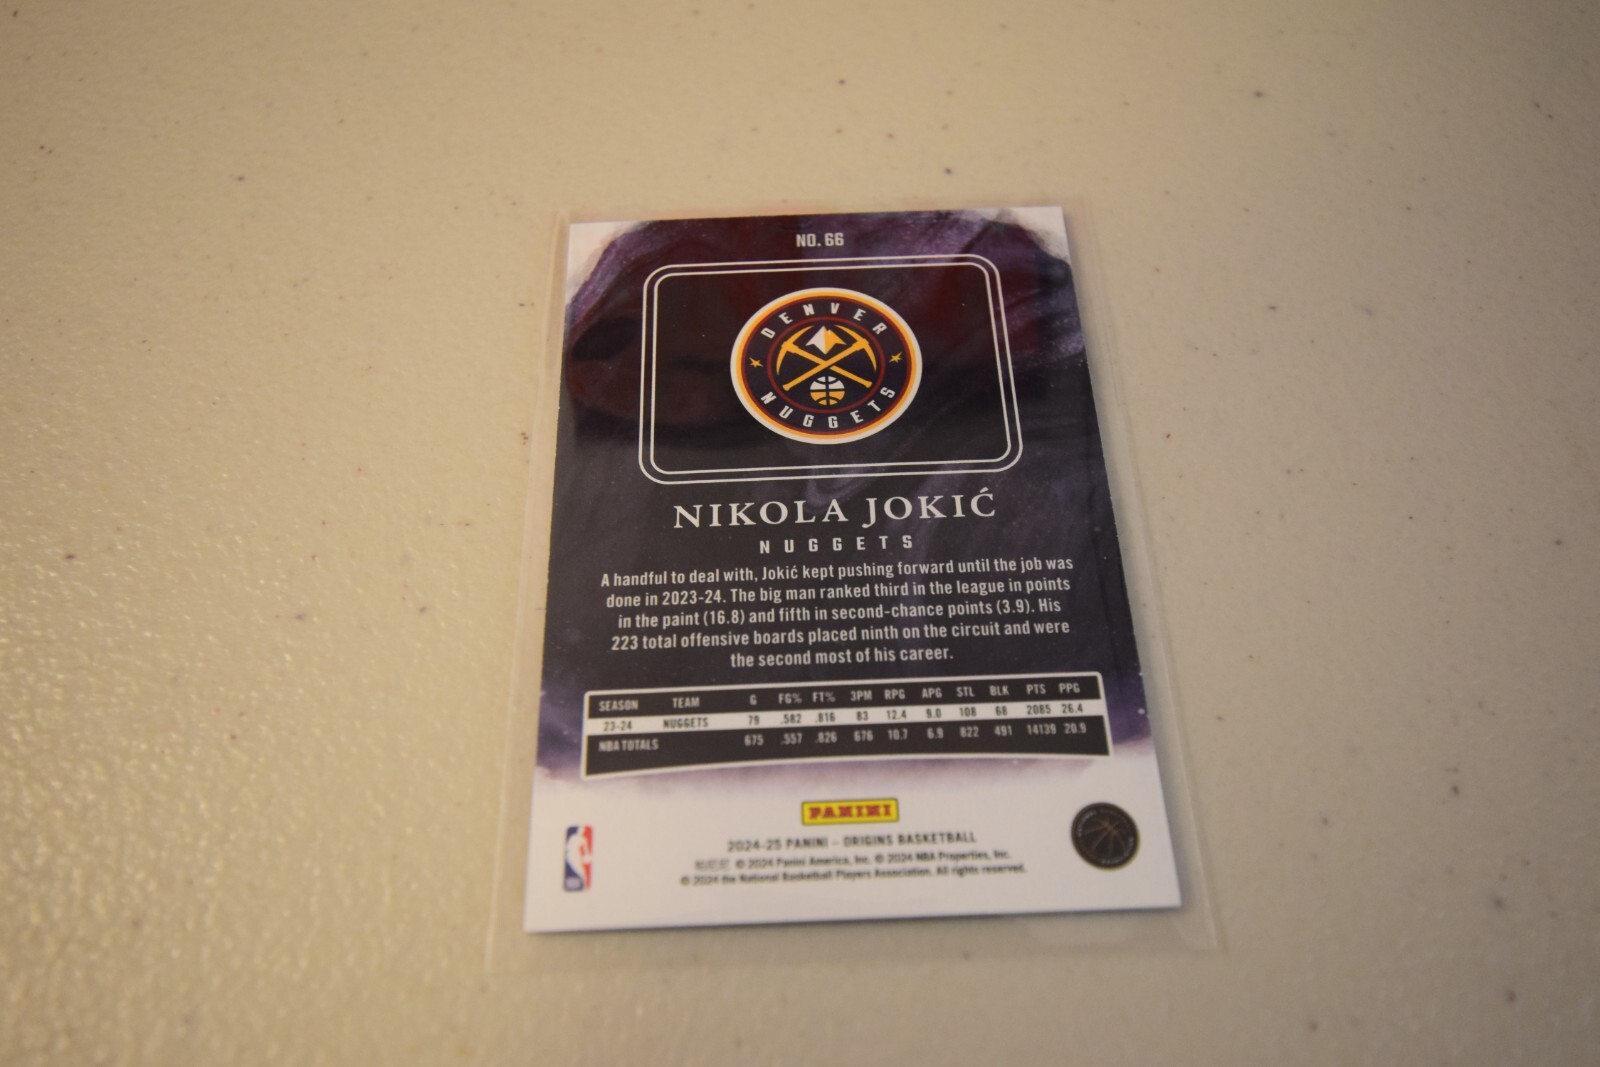 NO. 66
DENVER
NUGGETS
NIKOLA JOKIĆ
NUGGETS
A handful to deal with, Jokić kept pushing forward until the job was
done in 2023-24. The big man ranked third in the league in points
in the paint (16.8) and fifth in second-chance points (3.9). His
223 total offensive boards placed ninth on the circuit and were
the second most of his career.
SEASON TEAM G FG% FT% 3PM RPG APG STL BLK PTS PPG
23-24 NUGGETS 79 .582 .816 83 12.4 9.0 108 68 2085 26.4
NBA TOTALS 675 .557 .826 676 10.7 6.9 822 491 14139 20.9
PANINI
2024-25 PANINI - ORIGINS BASKETBALL
© 2024 Panini America, Inc. © 2024 NBA Properties, Inc.
© 2024 the National Basketball Players Association. All rights reserved.